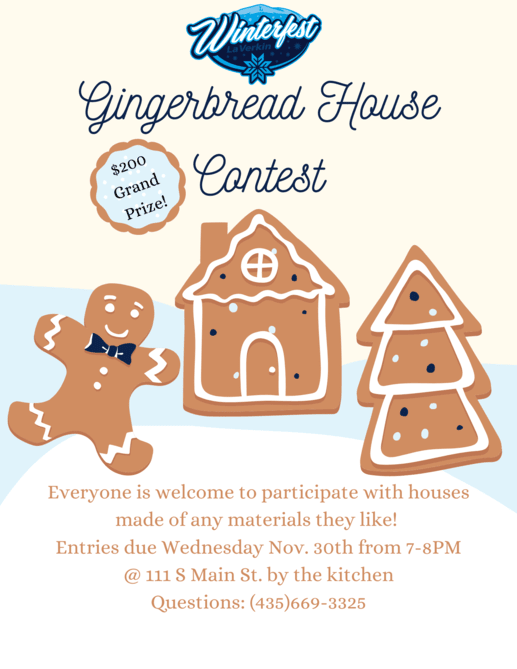 Winterfest
LaVerkin
Gingerbread House
Contest
$200
Grand
Prize!
Everyone is welcome to participate with houses
made of any materials they like!
Entries due Wednesday Nov. 30th from 7-8PM
@ 111 S Main St. by the kitchen
Questions: (435)669-3325